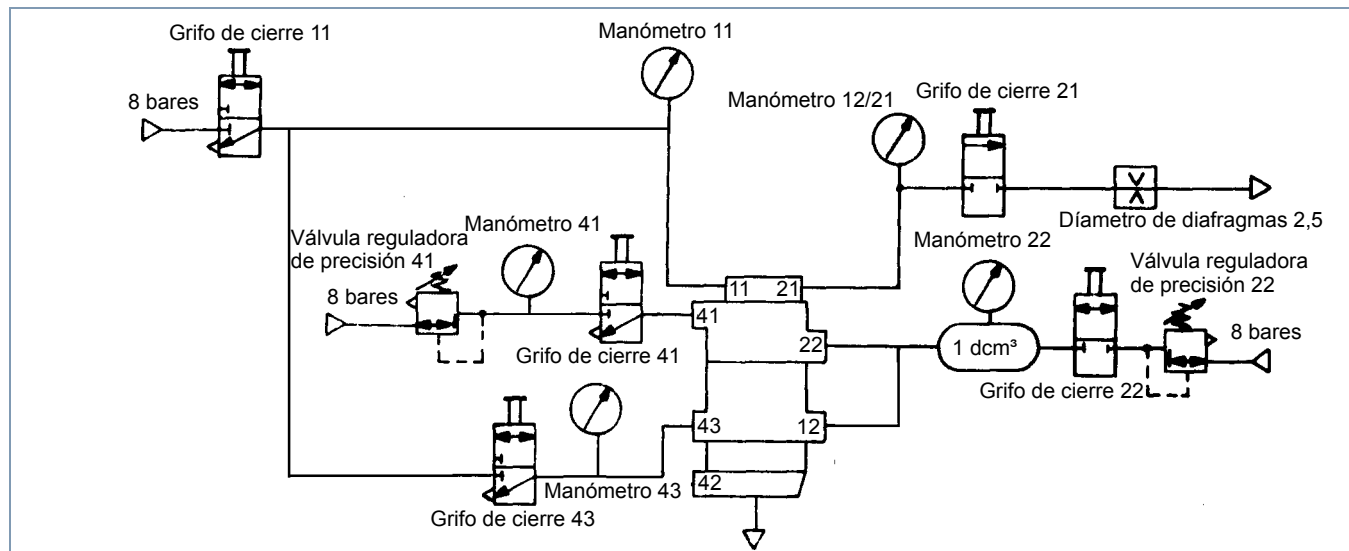 Grifo de cierre 11
8 bares
Manómetro 11
Manómetro 12/21
Grifo de cierre 21
Díametro de diafragmas 2,5
Manómetro 41
Válvula reguladora
de precisión 41
8 bares
Grifo de cierre 41
11 21
41
22
43
12
42
Manómetro 22
1 dcm³
Válvula reguladora
de precisión 22
8 bares
Grifo de cierre 22
Manómetro 43
Grifo de cierre 43